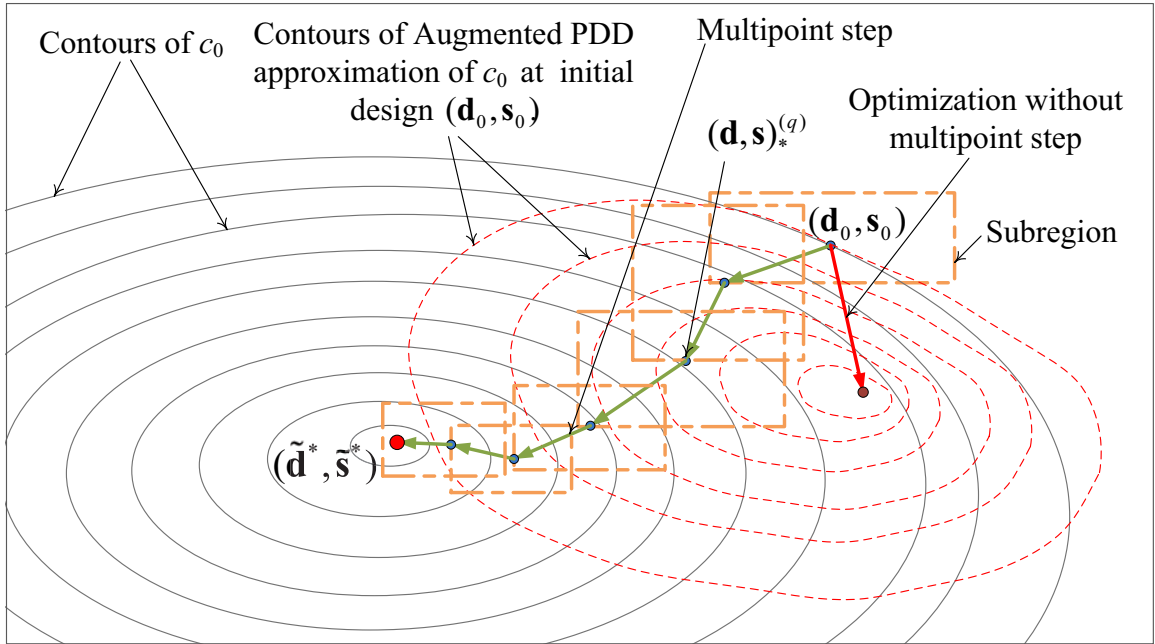 Contours of c₀
Contours of Augmented PDD
approximation of c₀ at initial
design (d₀, s₀)
Multipoint step
(d, s)₊^(q)
Optimization without
multipoint step
(d₀, s₀)
Subregion
(d̃*, s̃*)